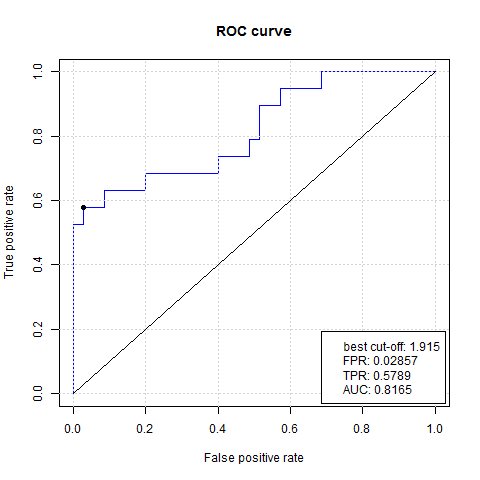 ROC curve
True positive rate
1.0
0.8
0.6
0.4
0.2
0.0
best cut-off: 1.915
FPR: 0.02857
TPR: 0.5789
AUC: 0.8165
0.0 0.2 0.4 0.6 0.8 1.0
False positive rate